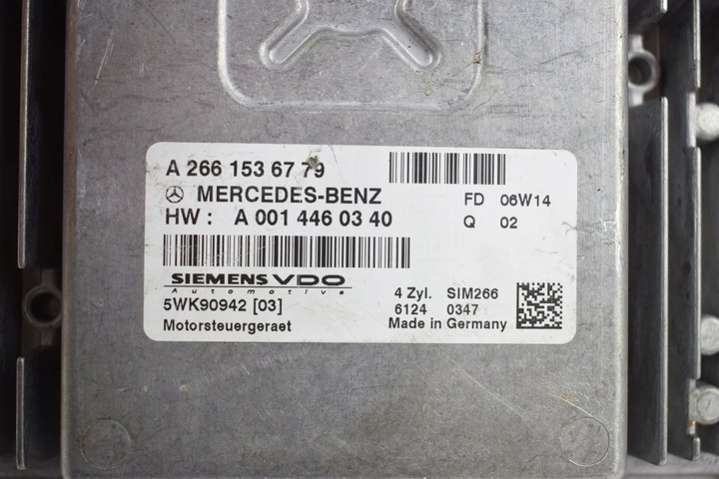 A 266 153 67 79
MERCEDES-BENZ
FD 06W14
HW : A 001 446 03 40
Q 02
SIEMENS VDO
Automotive
5WK90942 [03]
4 Zyl. SIM266
6124 0347
Motorsteuergeraet
Made in Germany